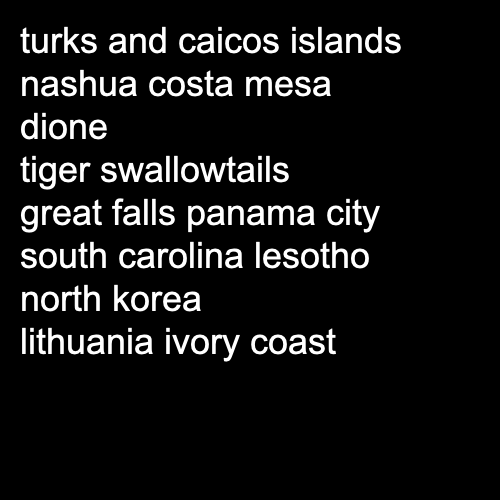 turks and caicos islands
nashua costa mesa
dione
tiger swallowtails
great falls panama city
south carolina lesotho
north korea
lithuania ivory coast